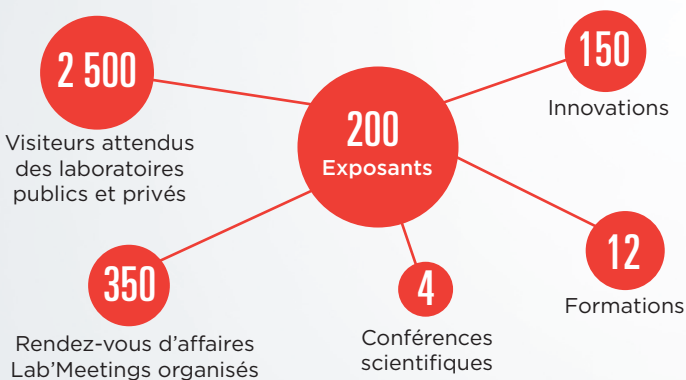 2 500
Visiteurs attendus
des laboratoires
publics et privés
200
Exposants
150
Innovations
350
Rendez-vous d’affaires
Lab’Meetings organisés
4
Conférences
scientifiques
12
Formations